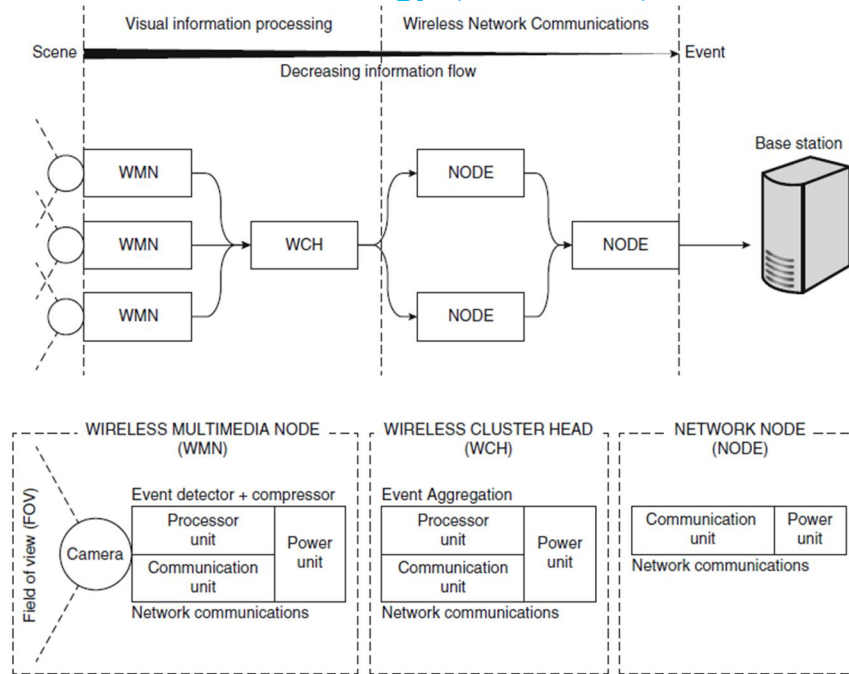 Visual information processing
Wireless Network Communications
Scene
Event
Decreasing information flow
Base station
WMN
NODE
WMN
WCH
NODE
WMN
NODE
WIRELESS MULTIMEDIA NODE
(WMN)
WIRELESS CLUSTER HEAD
(WCH)
NETWORK NODE
(NODE)
Field of view (FOV)
Camera
Event detector + compressor
Processor
unit
Communication
unit
Power
unit
Network communications
Event Aggregation
Processor
unit
Communication
unit
Power
unit
Network communications
Communication
unit
Power
unit
Network communications